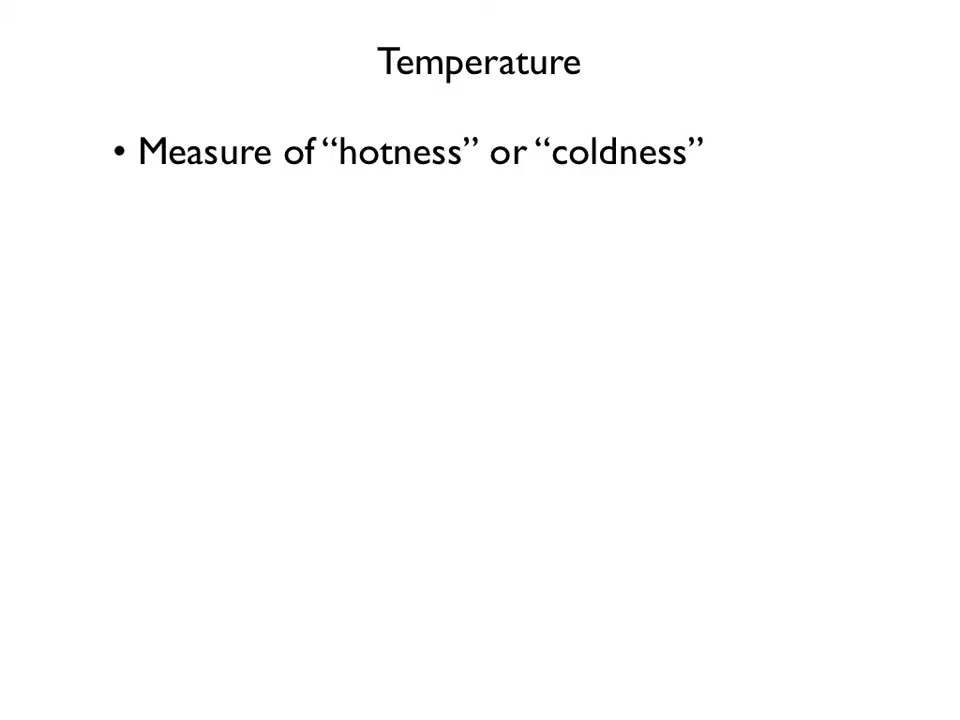 Temperature
• Measure of “hotness” or “coldness”